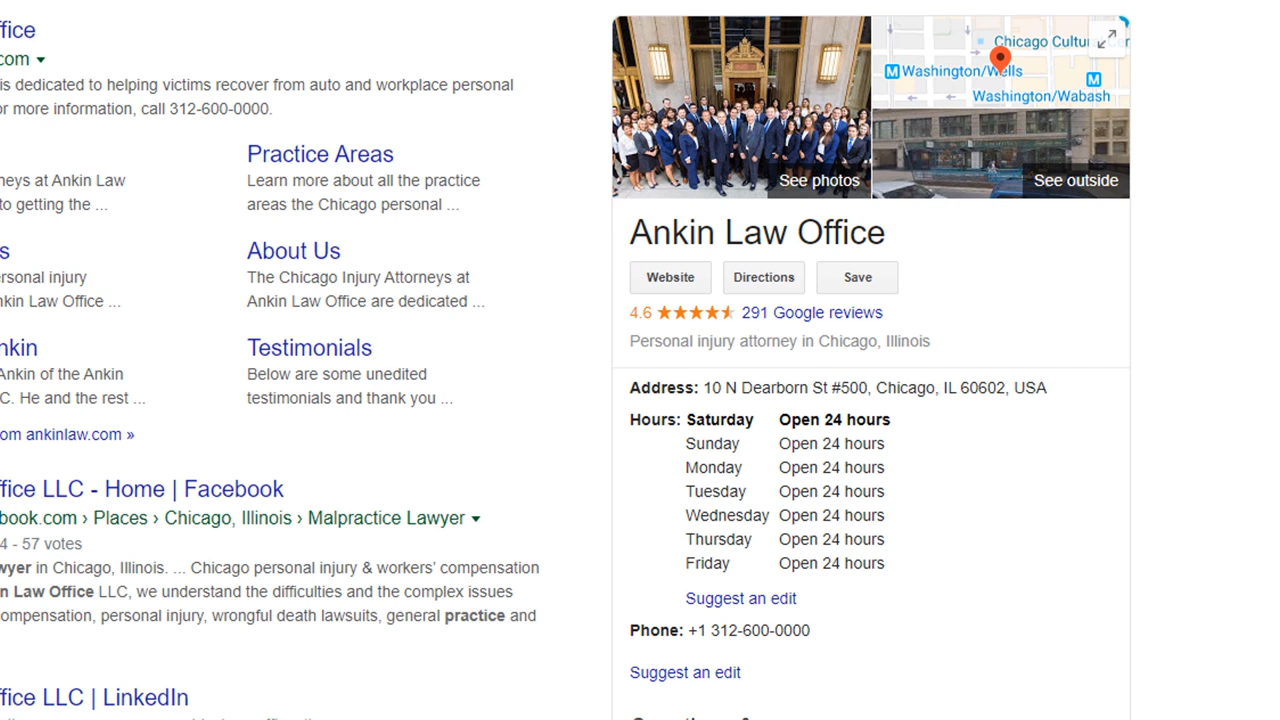 ffice
com
is dedicated to helping victims recover from auto and workplace personal
or more information, call 312-600-0000.
Practice Areas
neys at Ankin Law
Learn more about all the practice
to getting the ...
areas the Chicago personal ...
s
About Us
ersonal injury
The Chicago Injury Attorneys at
nkin Law Office ...
Ankin Law Office are dedicated ...
nkin
Testimonials
Ankin of the Ankin
Below are some unedited
C. He and the rest ...
testimonials and thank you ...
om ankinlaw.com »
ffice LLC - Home | Facebook
book.com › Places › Chicago, Illinois › Malpractice Lawyer
4 - 57 votes
wyer in Chicago, Illinois. ... Chicago personal injury & workers' compensation
n Law Office LLC, we understand the difficulties and the complex issues
ompensation, personal injury, wrongful death lawsuits, general practice and
ffice LLC | LinkedIn
Chicago Cultur
Cer
Washington/Wells
Washington/Wabash
See photos
See outside
Ankin Law Office
Website Directions Save
4.6 ★★★★★ 291 Google reviews
Personal injury attorney in Chicago, Illinois
Address: 10 N Dearborn St #500, Chicago, IL 60602, USA
Hours: Saturday Open 24 hours
Sunday Open 24 hours
Monday Open 24 hours
Tuesday Open 24 hours
Wednesday Open 24 hours
Thursday Open 24 hours
Friday Open 24 hours
Suggest an edit
Phone: +1 312-600-0000
Suggest an edit